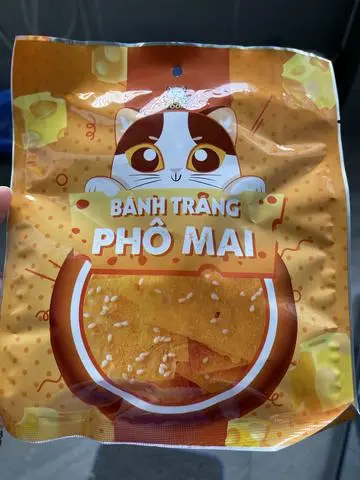 BÁNH TRÁNG
PHÔ MAI